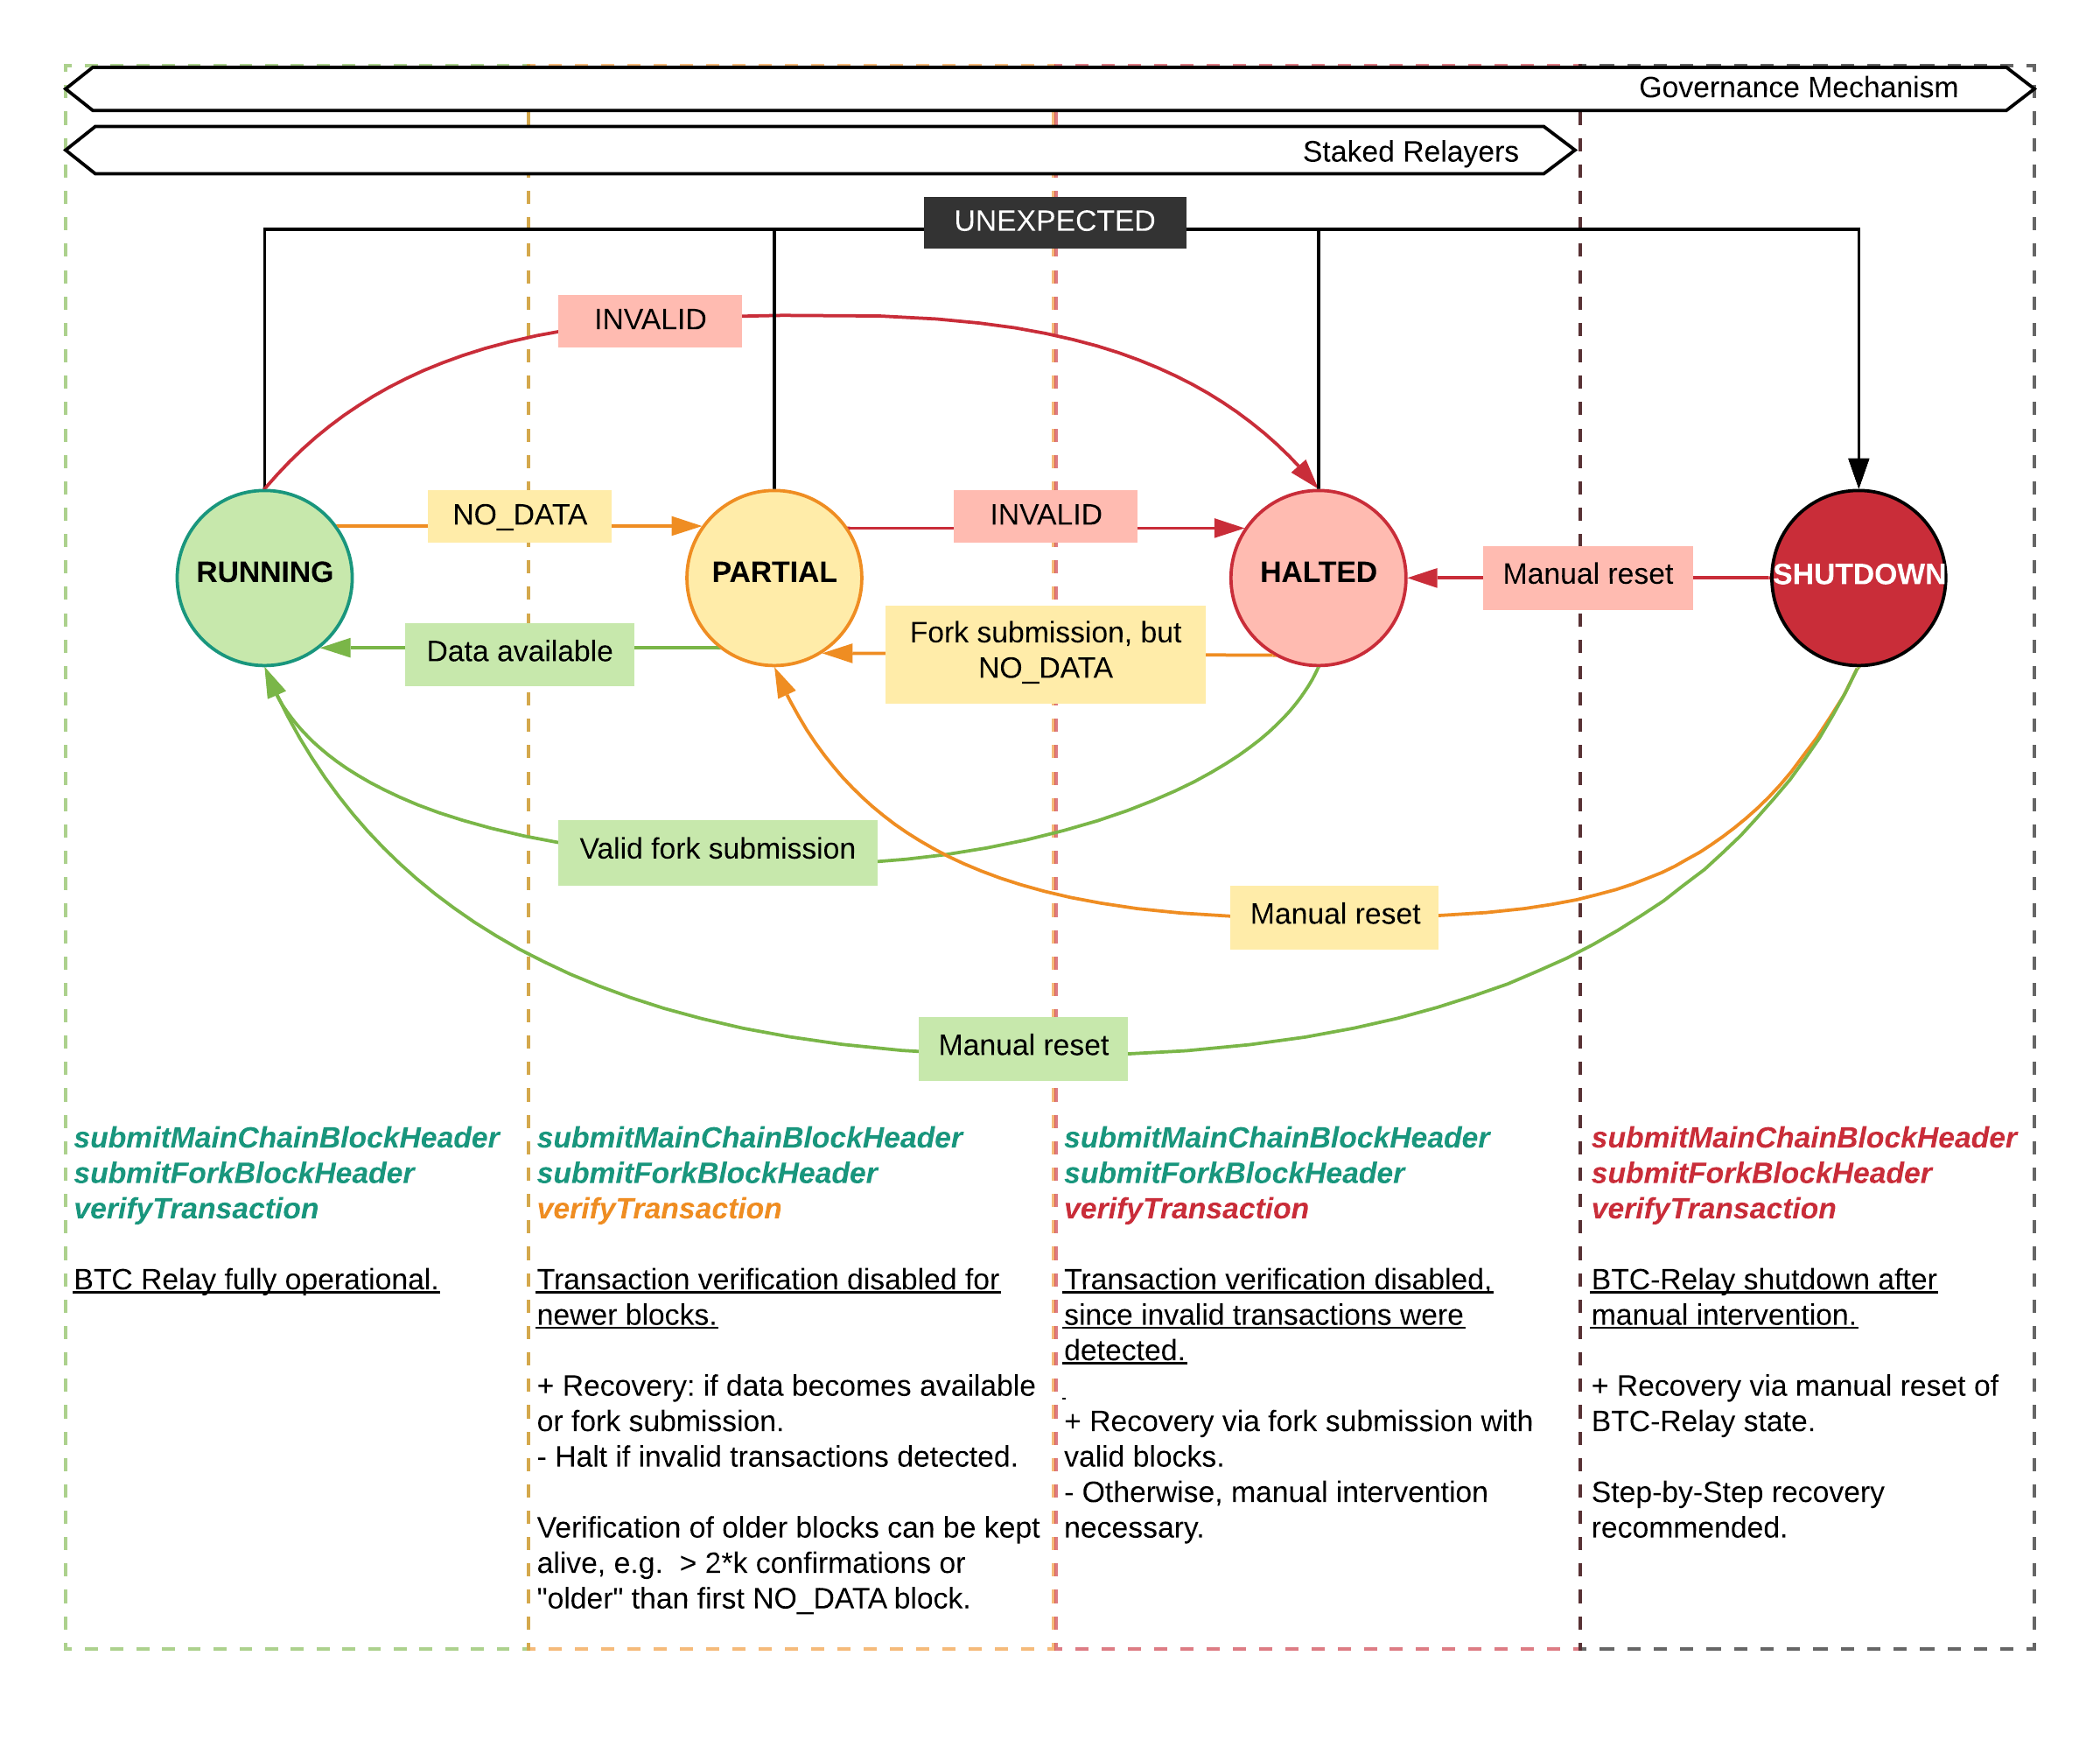 Governance Mechanism
Staked Relayers
UNEXPECTED
INVALID
NO_DATA
INVALID
RUNNING
PARTIAL
HALTED
Manual reset
SHUTDOWN
Data available
Fork submission, but
NO_DATA
Valid fork submission
Manual reset
Manual reset
submitMainChainBlockHeader
submitForkBlockHeader
verifyTransaction
BTC Relay fully operational.
submitMainChainBlockHeader
submitForkBlockHeader
verifyTransaction
Transaction verification disabled for
newer blocks.
+ Recovery: if data becomes available
or fork submission.
- Halt if invalid transactions detected.
Verification of older blocks can be kept
alive, e.g.  > 2*k confirmations or
"older" than first NO_DATA block.
submitMainChainBlockHeader
submitForkBlockHeader
verifyTransaction
Transaction verification disabled,
since invalid transactions were
detected.
+ Recovery via fork submission with
valid blocks.
- Otherwise, manual intervention
necessary.
submitMainChainBlockHeader
submitForkBlockHeader
verifyTransaction
BTC-Relay shutdown after
manual intervention.
+ Recovery via manual reset of
BTC-Relay state.
Step-by-Step recovery
recommended.